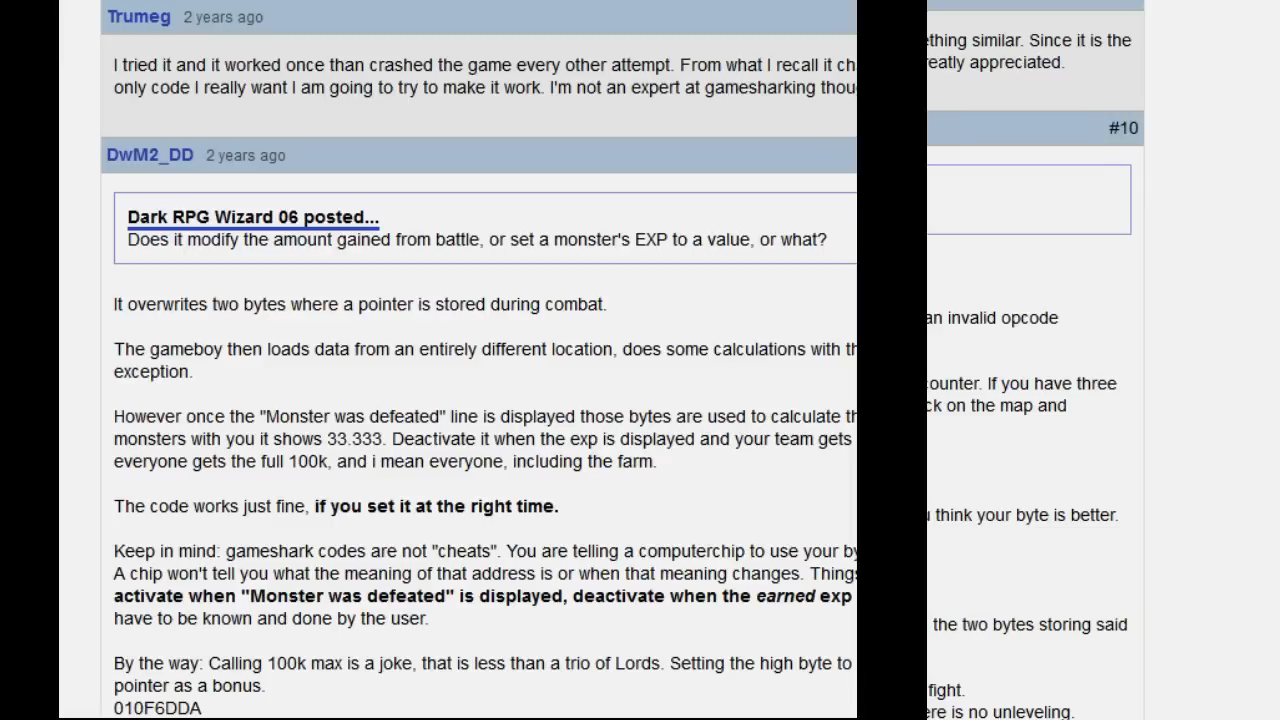 Trumeg 2 years ago
I tried it and it worked once than crashed the game every other attempt. From what I recall it
only code I really want I am going to try to make it work. I'm not an expert at gamesharking
DwM2_DD 2 years ago
Dark RPG Wizard 06 posted...
Does it modify the amount gained from battle, or set a monster's EXP to a value, or what?
It overwrites two bytes where a pointer is stored during combat.
The gameboy then loads data from an entirely different location, does some calculations with
exception.
However once the "Monster was defeated" line is displayed those bytes are used to calculate
monsters with you it shows 33.333. Deactivate it when the exp is displayed and your team gets
everyone gets the full 100k, and i mean everyone, including the farm.
The code works just fine, if you set it at the right time.
Keep in mind: gameshark codes are not "cheats". You are telling a computerchip to use your
A chip won't tell you what the meaning of that address is or when that meaning changes.
activate when "Monster was defeated" is displayed, deactivate when the earned exp
have to be known and done by the user.
By the way: Calling 100k max is a joke, that is less than a trio of Lords. Setting the high byte to
pointer as a bonus.
010F6DDA
similar. Since it is the
appreciated.
#10
an invalid opcode
If you have three
on the map and
think your byte is better.
the two bytes storing said
fight.
is no unleveling.